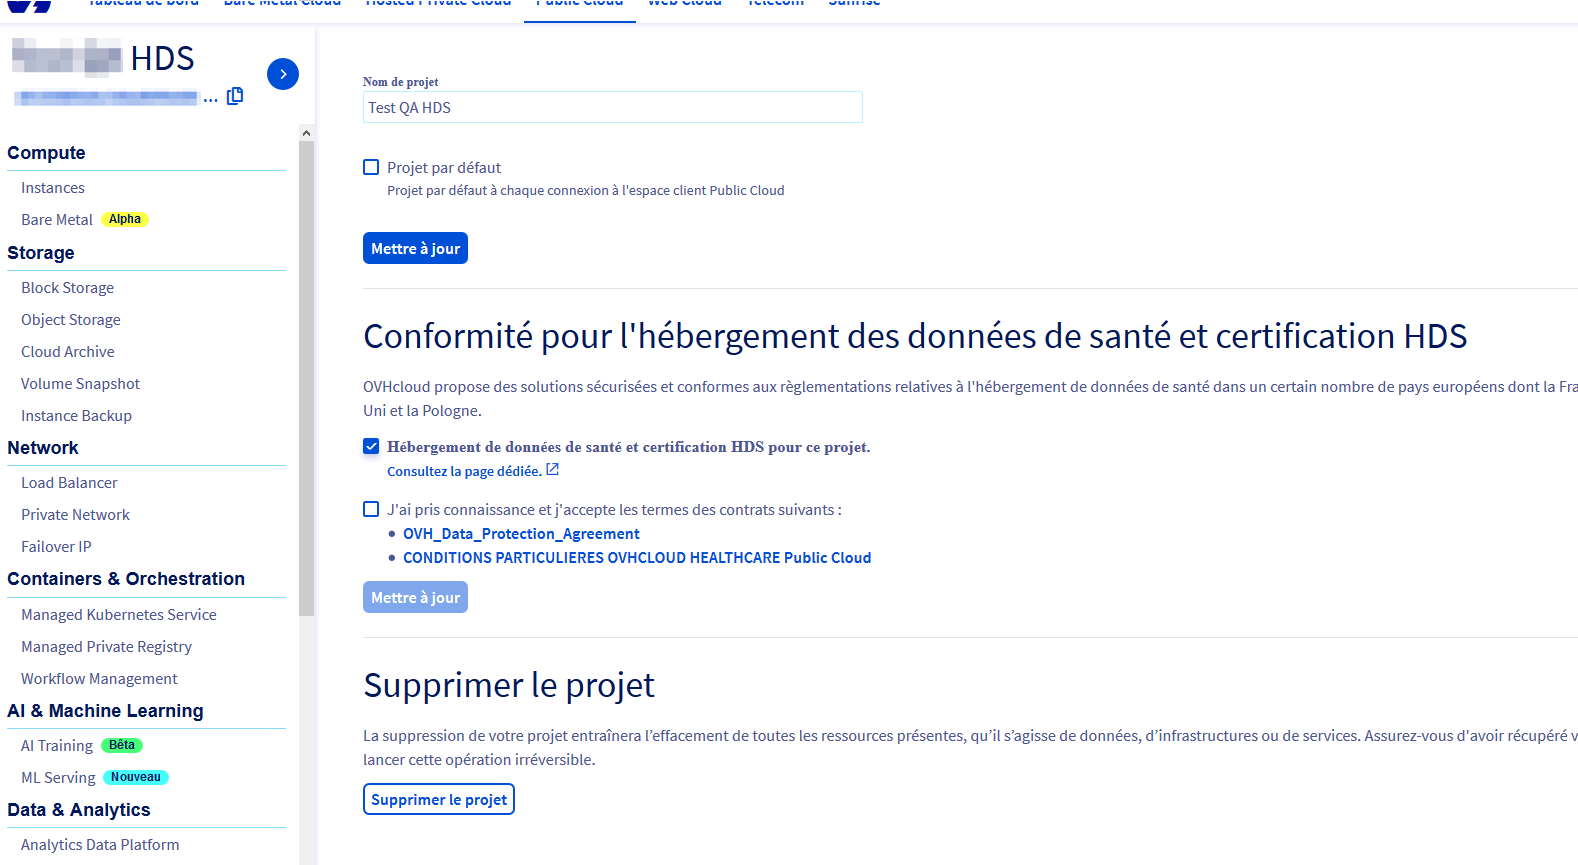 Tableau de bord Bare Metal Cloud Hosted Private Cloud Public Cloud Web Cloud Telecom Sunrise
HDS
...
Compute
Instances
Bare Metal Alpha
Storage
Block Storage
Object Storage
Cloud Archive
Volume Snapshot
Instance Backup
Network
Load Balancer
Private Network
Failover IP
Containers & Orchestration
Managed Kubernetes Service
Managed Private Registry
Workflow Management
AI & Machine Learning
AI Training Bêta
ML Serving Nouveau
Data & Analytics
Analytics Data Platform
Nom de projet
Test QA HDS
Projet par défaut
Projet par défaut à chaque connexion à l'espace client Public Cloud
Mettre à jour
Conformité pour l'hébergement des données de santé et certification HDS
OVHcloud propose des solutions sécurisées et conformes aux règlementations relatives à l'hébergement de données de santé dans un certain nombre de pays européens dont la Fra
Uni et la Pologne.
Hébergement de données de santé et certification HDS pour ce projet.
Consultez la page dédiée.
J'ai pris connaissance et j'accepte les termes des contrats suivants :
• OVH_Data_Protection_Agreement
• CONDITIONS PARTICULIERES OVHCLOUD HEALTHCARE Public Cloud
Mettre à jour
Supprimer le projet
La suppression de votre projet entraînera l’effacement de toutes les ressources présentes, qu’il s’agisse de données, d’infrastructures ou de services. Assurez-vous d'avoir récupéré v
lancer cette opération irréversible.
Supprimer le projet